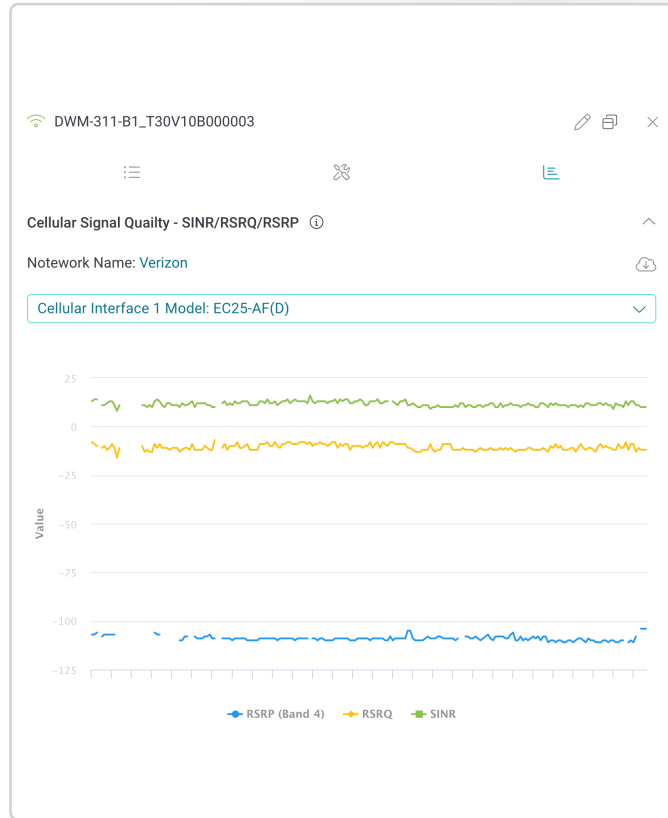 DWM-311-B1_T30V10B000003
Cellular Signal Quailty - SINR/RSRQ/RSRP
Notework Name: Verizon
Cellular Interface 1 Model: EC25-AF(D)
25
0
−25
−50
−75
−100
−125
Value
RSRP (Band 4) RSRQ SINR